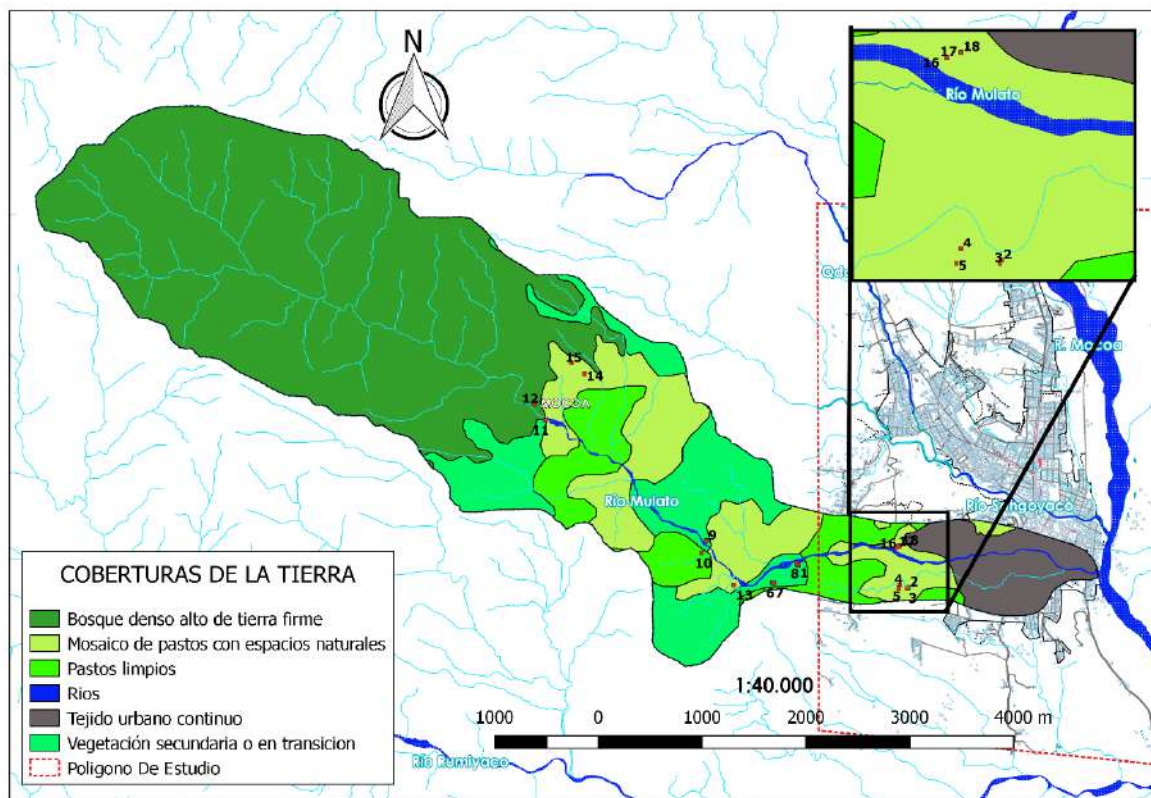 N
17
18
16
Río Mulato
4
3
2
5
R. Mocoa
15
14
12
MOCOA
11
Río Mulato
Río Sangoyaco
9
10
16
18
81
13
67
4
2
5
3
COBERTURAS DE LA TIERRA
Bosque denso alto de tierra firme
Mosaico de pastos con espacios naturales
Pastos limpios
Rios
Tejido urbano continuo
Vegetación secundaria o en transicion
Poligono De Estudio
1:40.000
1000
0
1000
2000
3000
4000 m
Río Rumiyaco